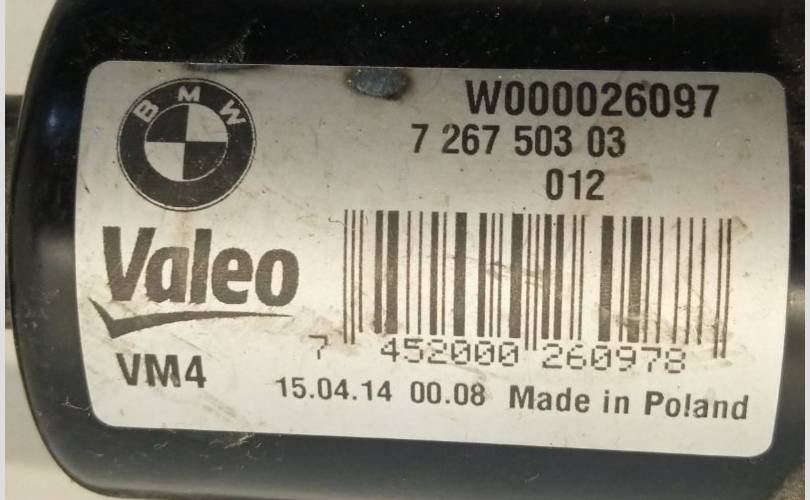 BMW
W000026097
7 267 503 03
012
Valeo
7 452000 260978
VM4
15.04.14 00.08 Made in Poland